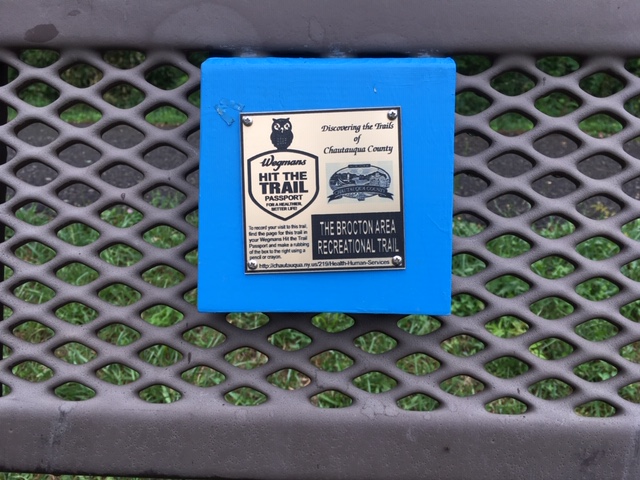 Discovering the Trails
of
Chautauqua County
Wegmans
HIT THE
TRAIL
PASSPORT
FOR A HEALTHIER,
BETTER LIFE!
To record your visit to this trail,
find the page for this trail in
your Wegmans Hit the Trail
Passport and make a rubbing
of the box to the right using a
pencil or crayon.
THE BROCTON AREA
RECREATIONAL TRAIL
http://chautauqua.ny.us/219/Health-Human-Services